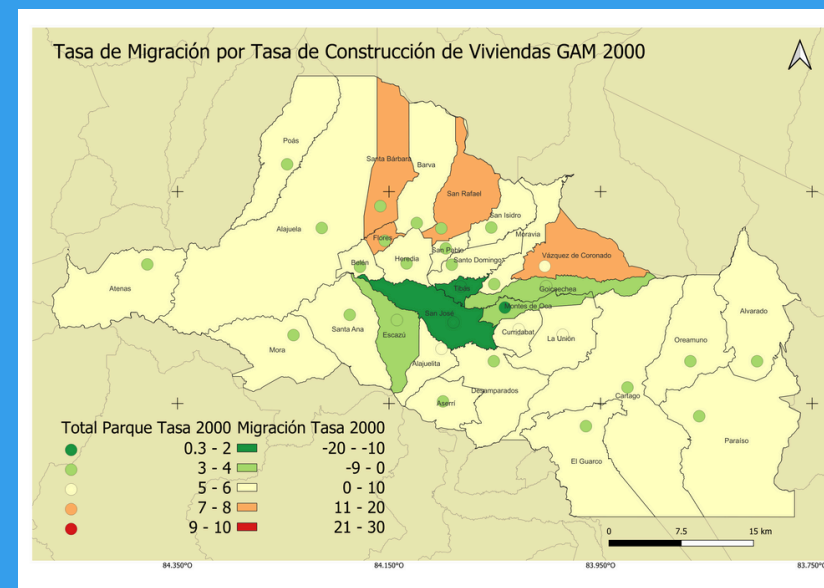 Tasa de Migración por Tasa de Construcción de Viviendas GAM 2000
Poás
Santa Bárbara
Barva
San Rafael
San Isidro
Alajuela
Flores
Moravia
San Pablo
Vázquez de Coronado
Belén
Heredia
Santo Domingo
Atenas
Tibás
Goicoechea
Montes de Oca
San José
Alvarado
Santa Ana
Escazú
Curridabat
La Unión
Oreamuno
Mora
Alajuelita
Desamparados
Cartago
Aserrí
Paraíso
El Guarco
Total Parque Tasa 2000 Migración Tasa 2000
0.3 - 2 -20 - -10
3 - 4 -9 - 0
5 - 6 0 - 10
7 - 8 11 - 20
9 - 10 21 - 30
0 7.5 15 km
84.350°O 84.150°O 83.950°O 83.750°O